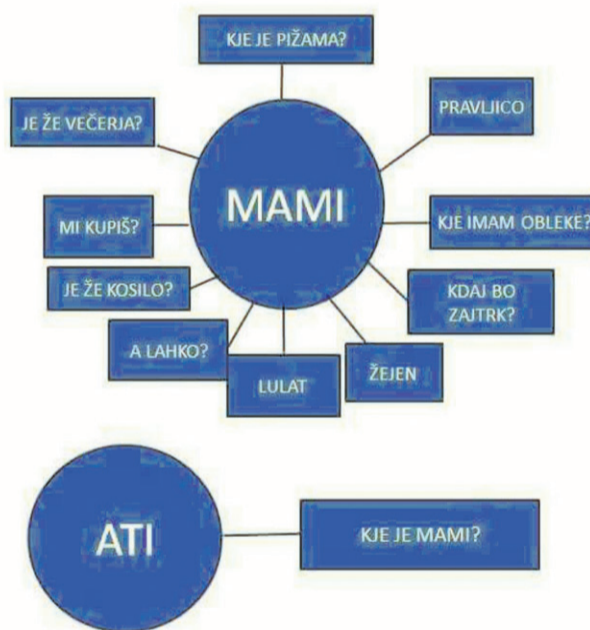 KJE JE PIŽAMA?
PRAVLJICO
JE ŽE VEČERJA?
MAMI
MI KUPIŠ?
KJE IMAM OBLEKE?
JE ŽE KOSILO?
KDAJ BO
ZAJTRK?
A LAHKO?
LULAT
ŽEJEN
ATI
KJE JE MAMI?